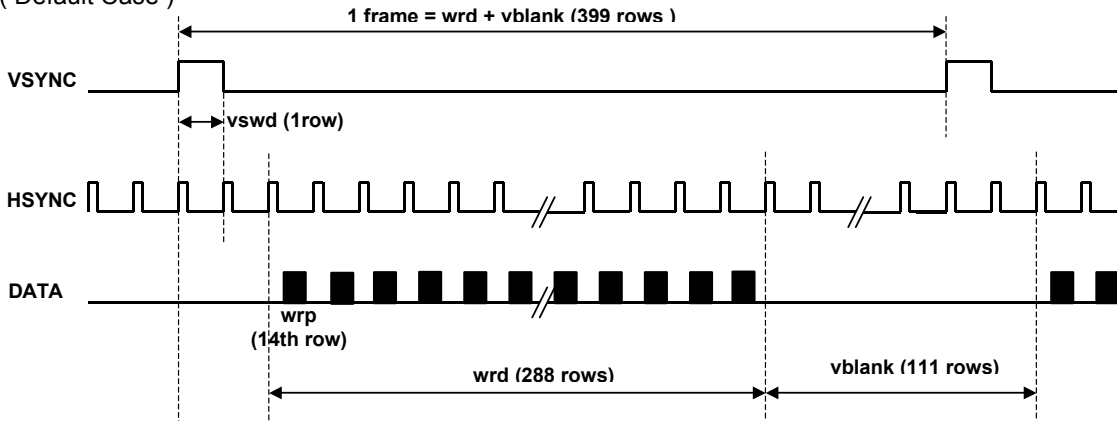 ( Default Case )
1 frame = wrd + vblank (399 rows )
VSYNC
vswd (1row)
HSYNC
DATA
wrp
(14th row)
wrd (288 rows)
vblank (111 rows)